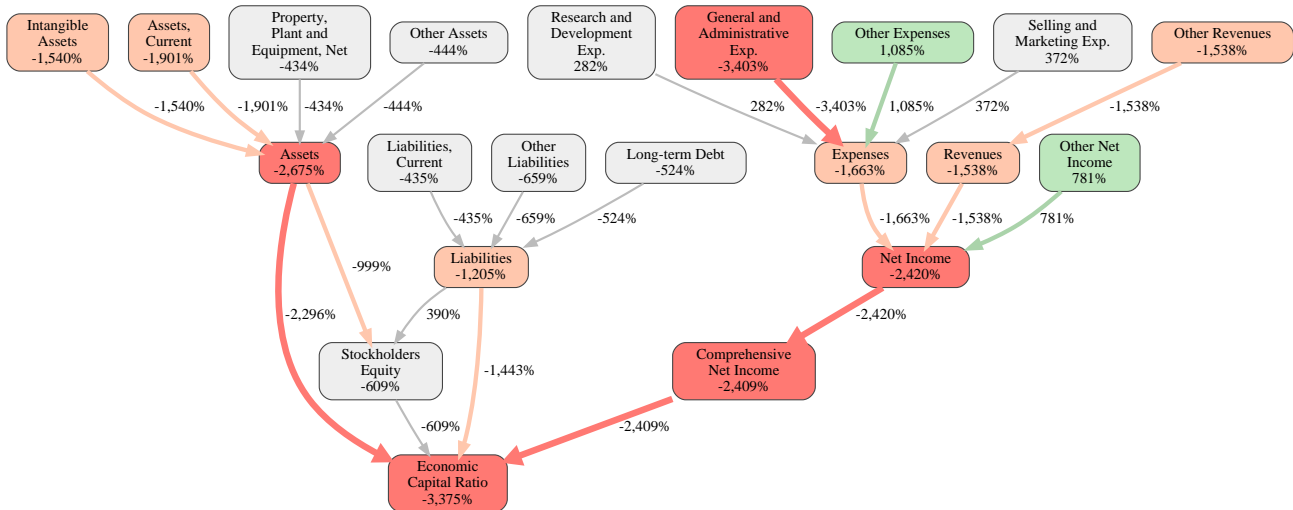 Intangible
Assets
-1,540%
Assets,
Current
-1,901%
Property,
Plant and
Equipment, Net
-434%
Other Assets
-444%
Research and
Development
Exp.
282%
General and
Administrative
Exp.
-3,403%
Other Expenses
1,085%
Selling and
Marketing Exp.
372%
Other Revenues
-1,538%
-1,540%
-1,901%
-434%
-444%
282%
-3,403%
1,085%
372%
-1,538%
Assets
-2,675%
Liabilities,
Current
-435%
Other
Liabilities
-659%
Long-term Debt
-524%
Expenses
-1,663%
Revenues
-1,538%
Other Net
Income
781%
-435%
-659%
-524%
-1,663%
-1,538%
781%
-999%
Liabilities
-1,205%
Net Income
-2,420%
-2,296%
390%
-2,420%
Stockholders
Equity
-609%
-1,443%
Comprehensive
Net Income
-2,409%
-609%
-2,409%
Economic
Capital Ratio
-3,375%